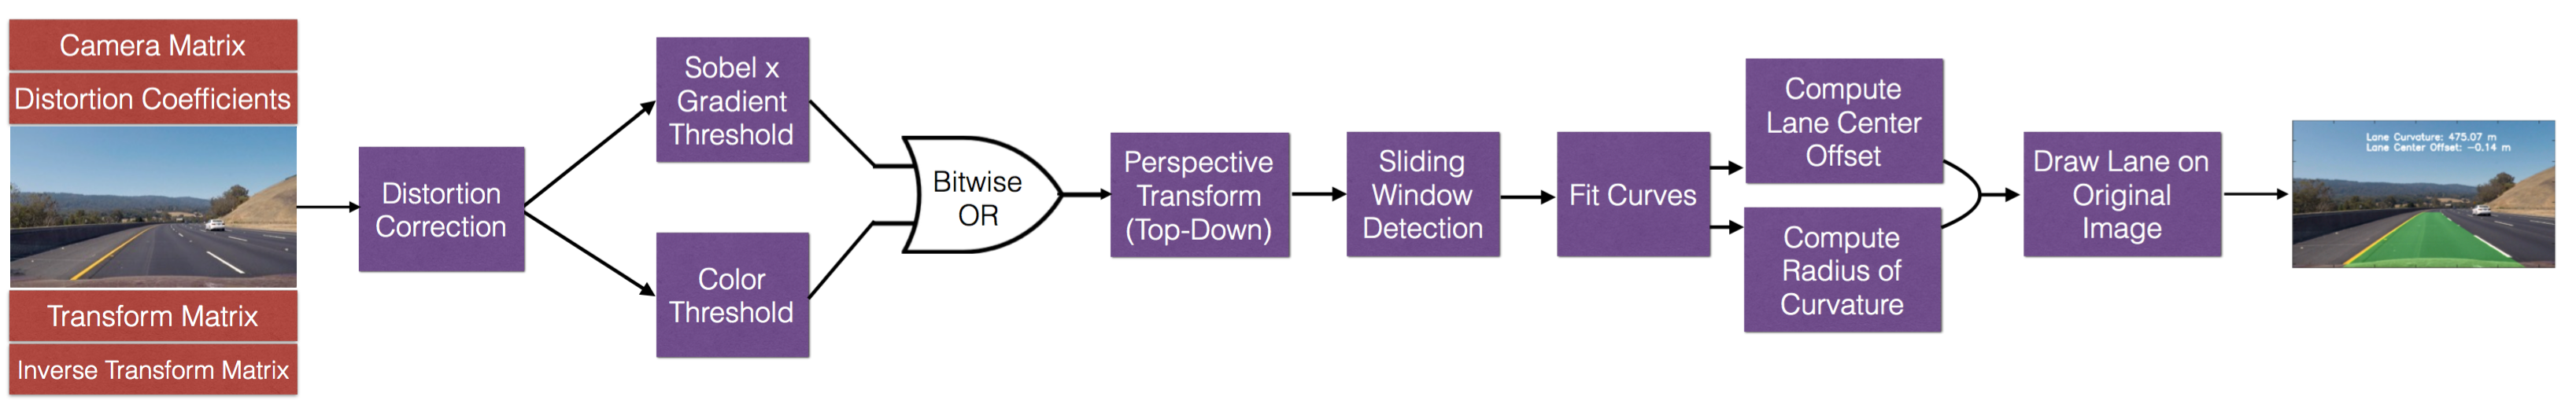 Camera Matrix
Distortion Coefficients
Transform Matrix
Inverse Transform Matrix
Distortion
Correction
Sobel x
Gradient
Threshold
Color
Threshold
Bitwise
OR
Perspective
Transform
(Top-Down)
Sliding
Window
Detection
Fit Curves
Compute
Lane Center
Offset
Compute
Radius of
Curvature
Draw Lane on
Original
Image
Lane Curvature: 475.07 m
Lane Center Offset: -0.14 m